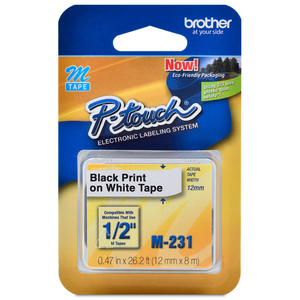 brother
at your side
Now!
Eco-Friendly Packaging
M
TAPE
P-touch
ELECTRONIC LABELING SYSTEM
Black Print
on White Tape
ACTUAL
TAPE
WIDTH
12mm
Compatible With
Machines That Use
1/2"
M Tapes
M-231
0.47 in x 26.2 ft (12 mm x 8 m)